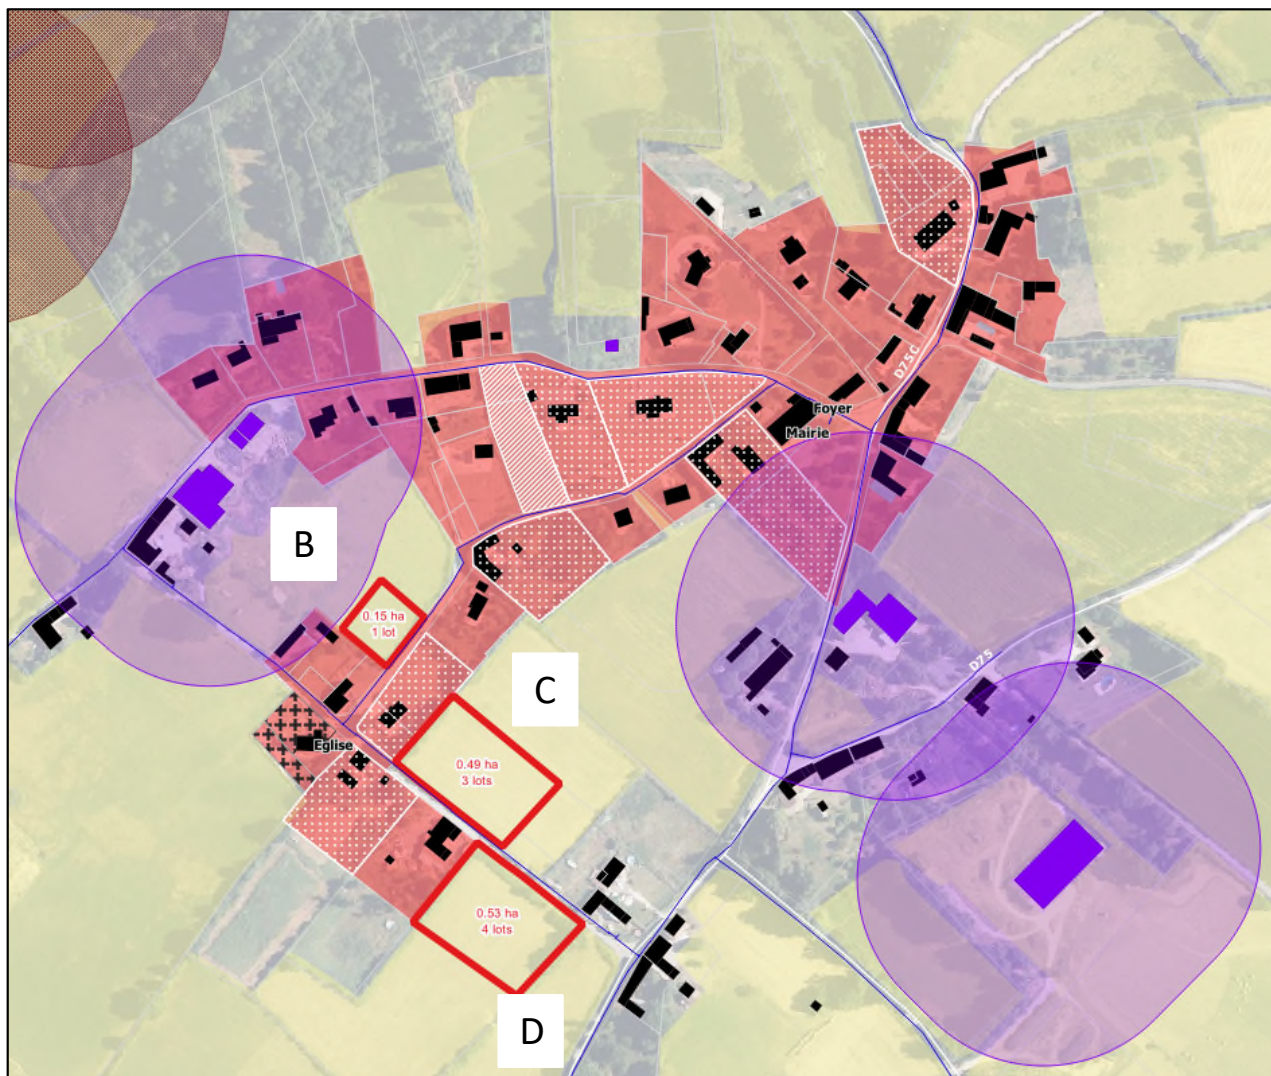 D75C
Foyer
Mairie
B
0.15 ha
1 lot
C
D75
Eglise
0.49 ha
3 lots
0.53 ha
4 lots
D